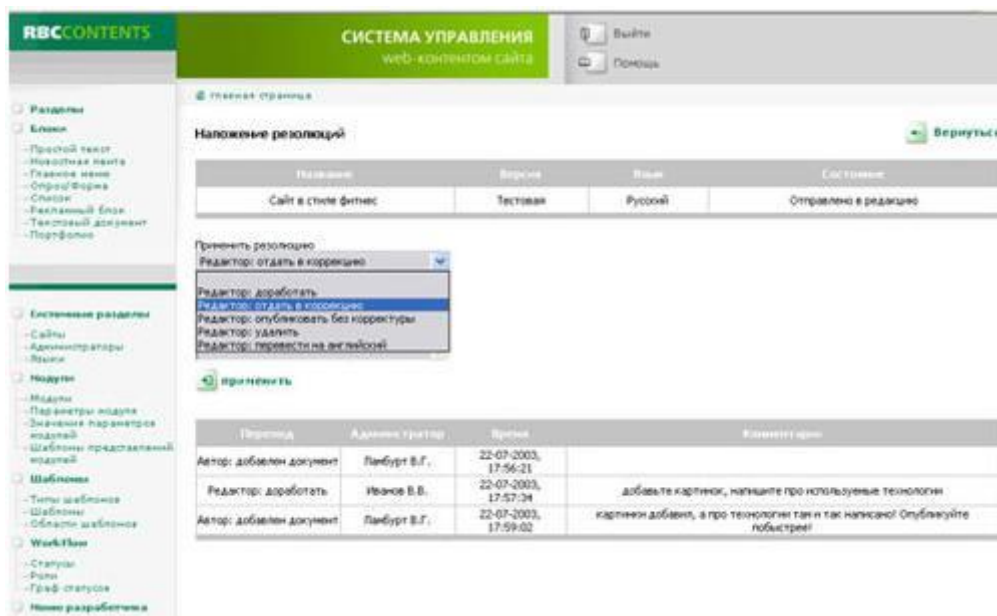 RBCCONTENTS
СИСТЕМА УПРАВЛЕНИЯ
web-контентом сайта
Выйти
Помощь
главная страница
Разделы
Блоки
-Простой текст
-Новостная лента
-Главное меню
-Опрос/Форма
-Список
-Рекламный блок
-Текстовый документ
-Портфолио
Системные разделы
-Сайты
-Администраторы
-Языки
Модули
-Модули
-Параметры модуля
-Значения параметров модулей
-Шаблоны представлений модулей
Шаблоны
-Типы шаблонов
-Шаблоны
-Области шаблонов
WorkFlow
-Статусы
-Роли
-Граф статусов
Меню разработчика
Наложение резолюций
Вернуться
Название Версия Язык Состояние
Сайт в стиле фитнес Тестовая Русский Отправлено в редакцию
Применить резолюцию
Редактор: отдать в коррекцию
Редактор: доработать
Редактор: отдать в коррекцию
Редактор: опубликовать без корректуры
Редактор: удалить
Редактор: перевести на английский
применить
Переход Администратор Время Комментарии
Автор: добавлен документ Ланбург В.Г. 22-07-2003, 17:56:21
Редактор: доработать Иванов В.В. 22-07-2003, 17:57:34 добавьте картинок, напишите про используемые технологии
Автор: добавлен документ Ланбург В.Г. 22-07-2003, 17:59:02 картинки добавил, а про технологии там и так написано! Опубликуйте побыстрее!